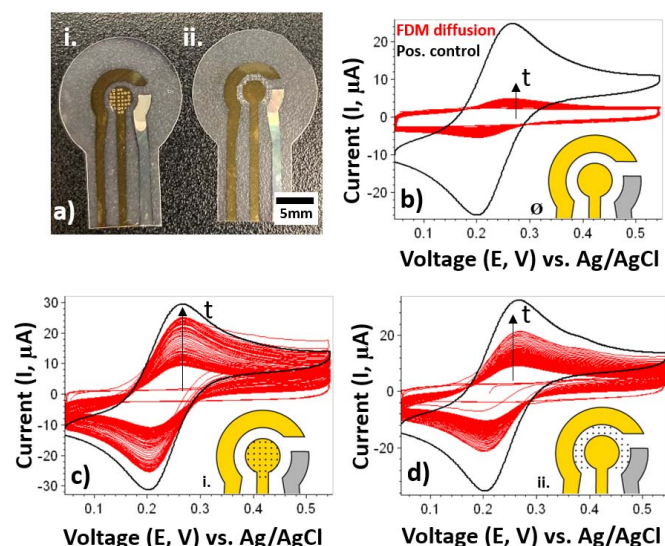 i.
ii.
a)
5mm
FDM diffusion
Pos. control
t
Current (I, µA)
20
10
0
-10
-20
b)
ø
0.1
0.2
0.3
0.4
0.5
Voltage (E, V) vs. Ag/AgCl
t
Current (I, µA)
30
20
10
0
-10
-20
-30
c)
i.
0.1
0.2
0.3
0.4
0.5
Voltage (E, V) vs. Ag/AgCl
t
Current (I, µA)
20
0
-20
d)
ii.
0.1
0.2
0.3
0.4
0.5
Voltage (E, V) vs. Ag/AgCl